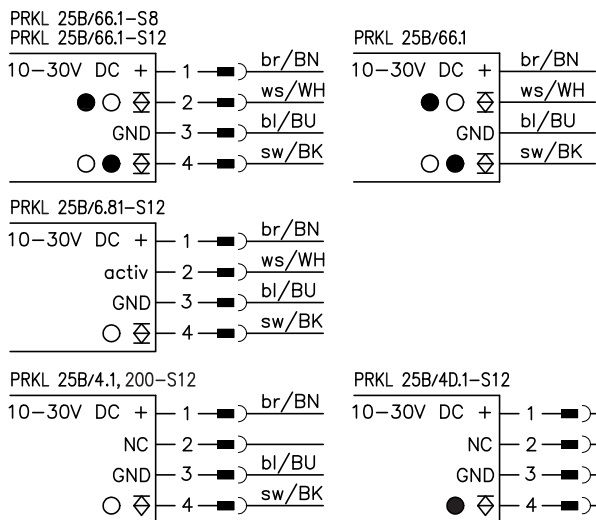 PRKL 25B/66.1-S8
PRKL 25B/66.1-S12
10-30V DC + 1 br/BN
2 ws/WH
GND 3 bl/BU
4 sw/BK
PRKL 25B/66.1
10-30V DC + br/BN
ws/WH
GND bl/BU
sw/BK
PRKL 25B/6.81-S12
10-30V DC + 1 br/BN
activ 2 ws/WH
GND 3 bl/BU
4 sw/BK
PRKL 25B/4.1, 200-S12
10-30V DC + 1 br/BN
NC 2
GND 3 bl/BU
4 sw/BK
PRKL 25B/4D.1-S12
10-30V DC + 1
NC 2
GND 3
4